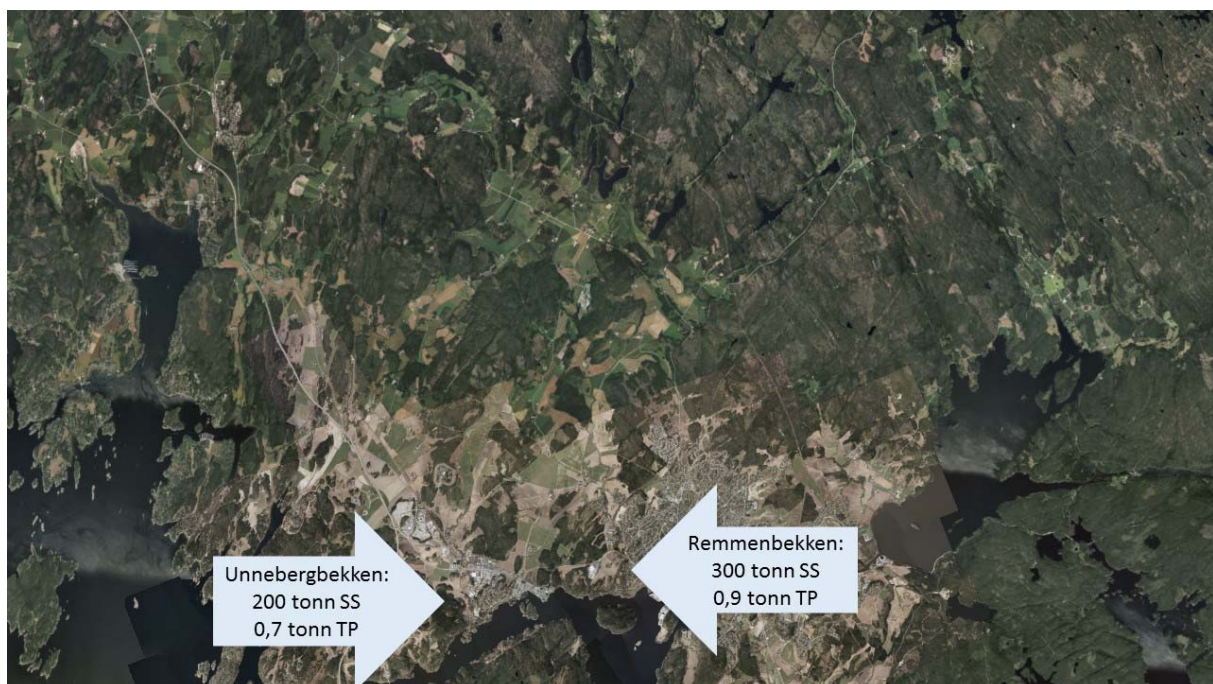 Unnebergbekken:
200 tonn SS
0,7 tonn TP
Remmenbekken:
300 tonn SS
0,9 tonn TP